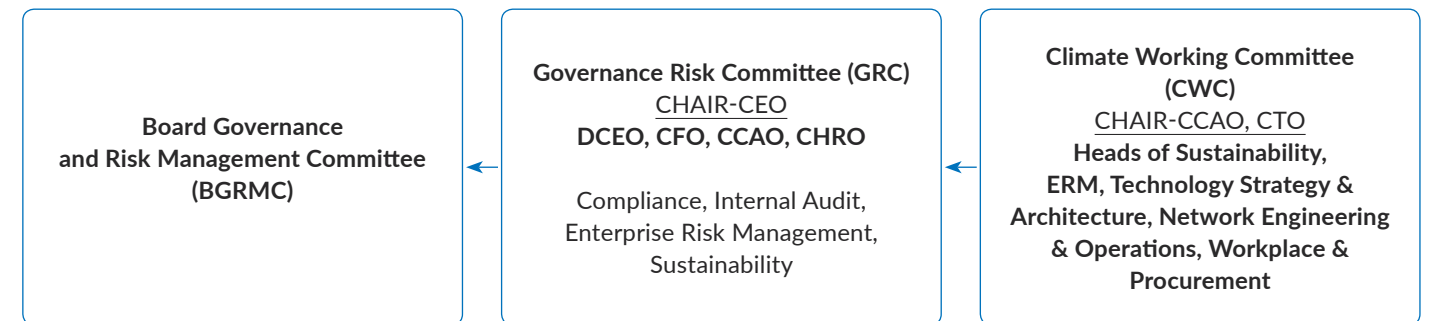 Board Governance
and Risk Management Committee
(BGRMC)
Governance Risk Committee (GRC)
CHAIR-CEO
DCEO, CFO, CCAO, CHRO
Compliance, Internal Audit,
Enterprise Risk Management,
Sustainability
Climate Working Committee
(CWC)
CHAIR-CCAO, CTO
Heads of Sustainability,
ERM, Technology Strategy &
Architecture, Network Engineering
& Operations, Workplace &
Procurement